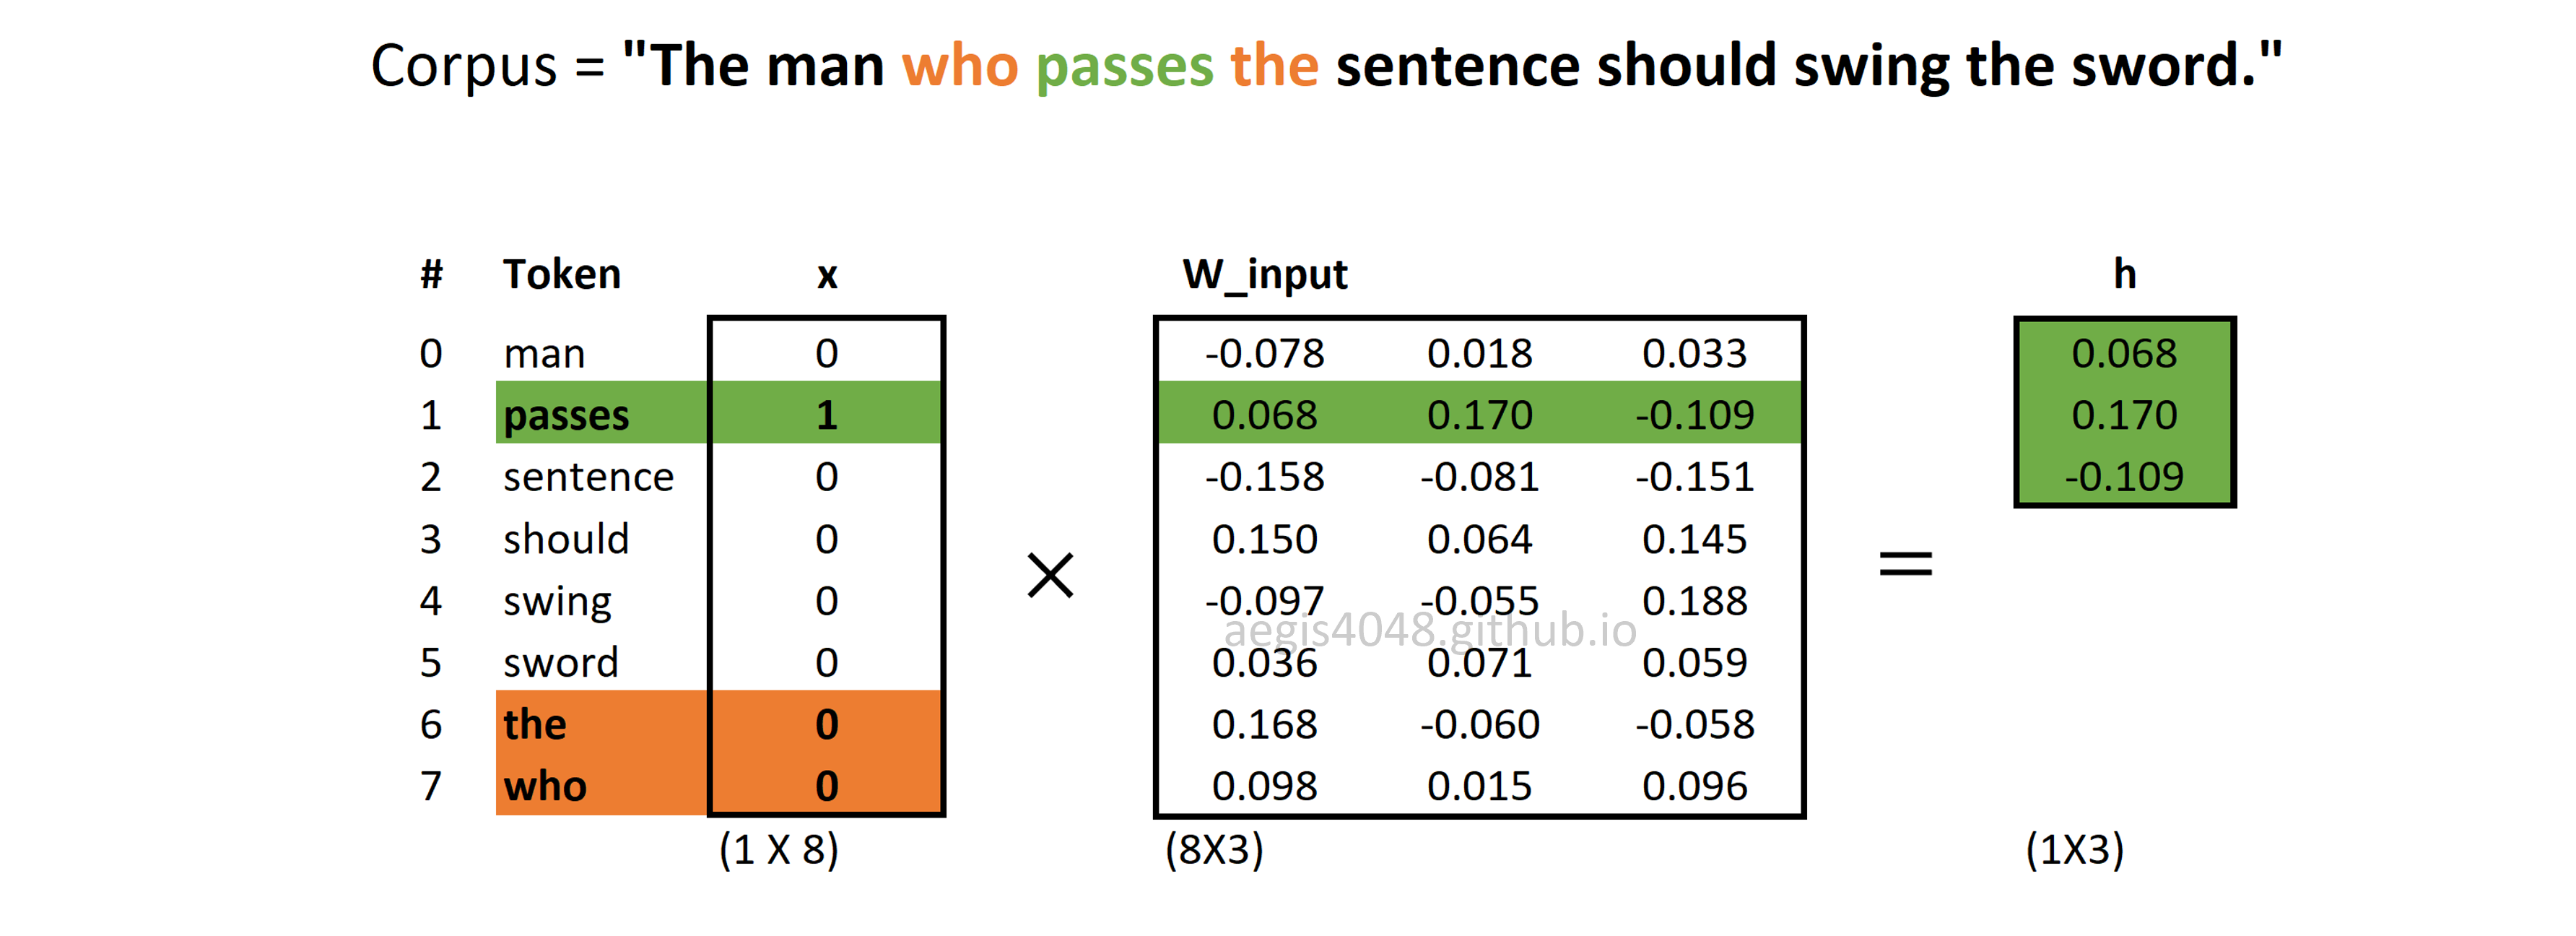 Corpus = "The man who passes the sentence should swing the sword."
# Token x W_input h
0 man 0 -0.078 0.018 0.033 0.068
1 passes 1 0.068 0.170 -0.109 0.170
2 sentence 0 -0.158 -0.081 -0.151 -0.109
3 should 0 0.150 0.064 0.145
× =
4 swing 0 -0.097 -0.055 0.188
aegis4048.github.io
5 sword 0 0.036 0.071 0.059
6 the 0 0.168 -0.060 -0.058
7 who 0 0.098 0.015 0.096
(1 X 8) (8X3) (1X3)